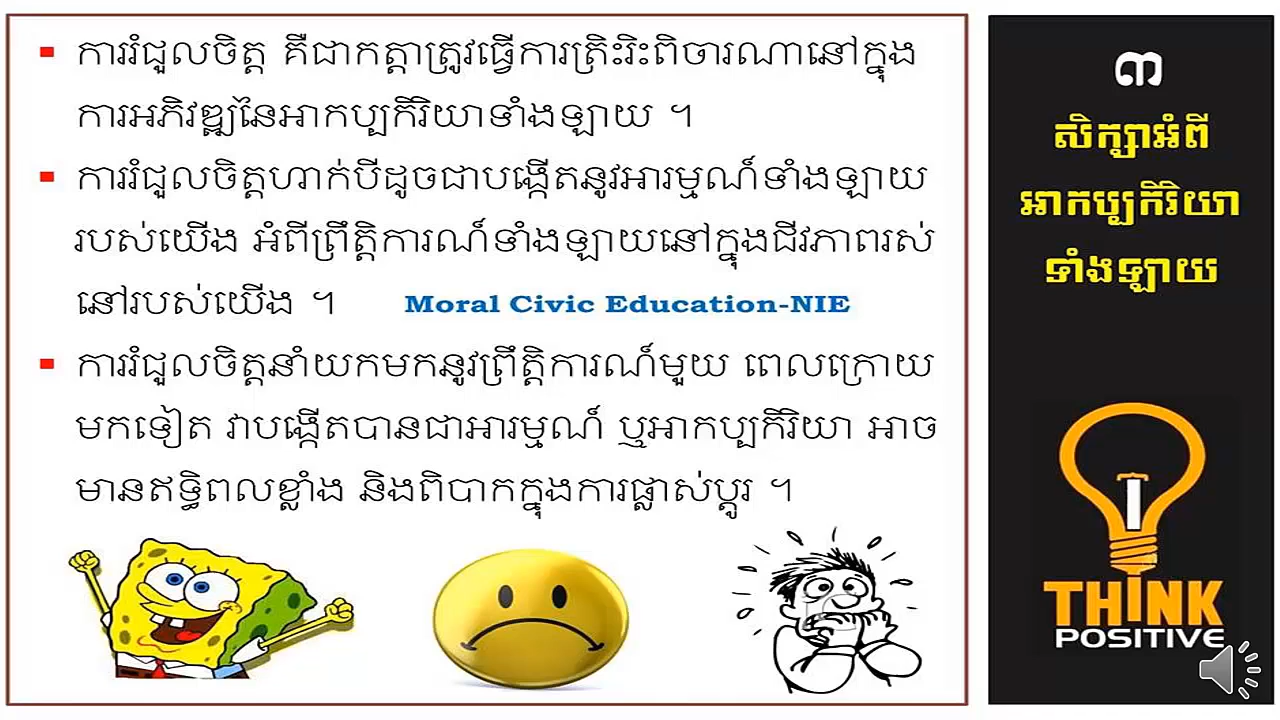 ការរំជួលចិត្ត គឺជាកត្តាត្រូវធ្វើការត្រិះរិះពិចារណានៅក្នុង
ការអភិវឌ្ឍនៃអាកប្បកិរិយាទាំងឡាយ ។
ការរំជួលចិត្តហាក់បីដូចជាបង្កើតនូវអារម្មណ៍ទាំងឡាយ
របស់យើង អំពីព្រឹត្តិការណ៍ទាំងឡាយនៅក្នុងជីវភាពរស់
នៅរបស់យើង ។
Moral Civic Education-NIE
ការរំជួលចិត្តនាំយកមកនូវព្រឹត្តិការណ៍មួយ ពេលក្រោយ
មកទៀត វាបង្កើតបានជាអារម្មណ៍ ឬអាកប្បកិរិយា អាច
មានឥទ្ធិពលខ្លាំង និងពិបាកក្នុងការផ្លាស់ប្តូរ ។
៣
សិក្សាអំពី
អាកប្បកិរិយា
ទាំងឡាយ
THINK
POSITIVE